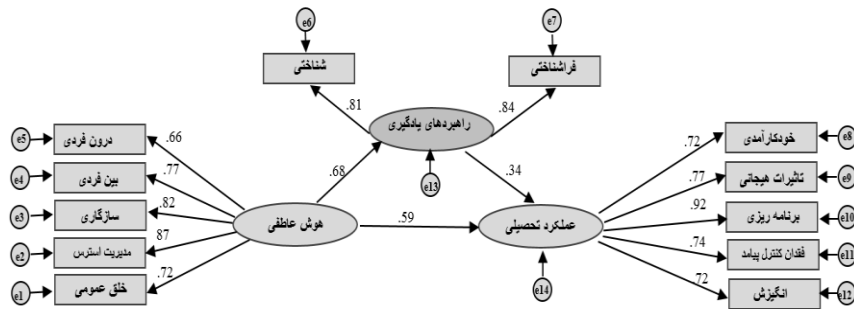 e6
e7
شناختی
فراشناختی
.81
.84
راهبردهای یادگیری
e5
درون فردی
.66
.72
خودکارآمدی
e8
e4
بین فردی
.77
.68
e13
.34
.77
تاثیرات هیجانی
e9
e3
سازگاری
.82
هوش عاطفی
.59
عملکرد تحصیلی
.92
برنامه ریزی
e10
e2
مدیریت استرس
87
.74
فقدان کنترل پیامد
e11
e1
خلق عمومی
.72
e14
.72
انگیزش
e12